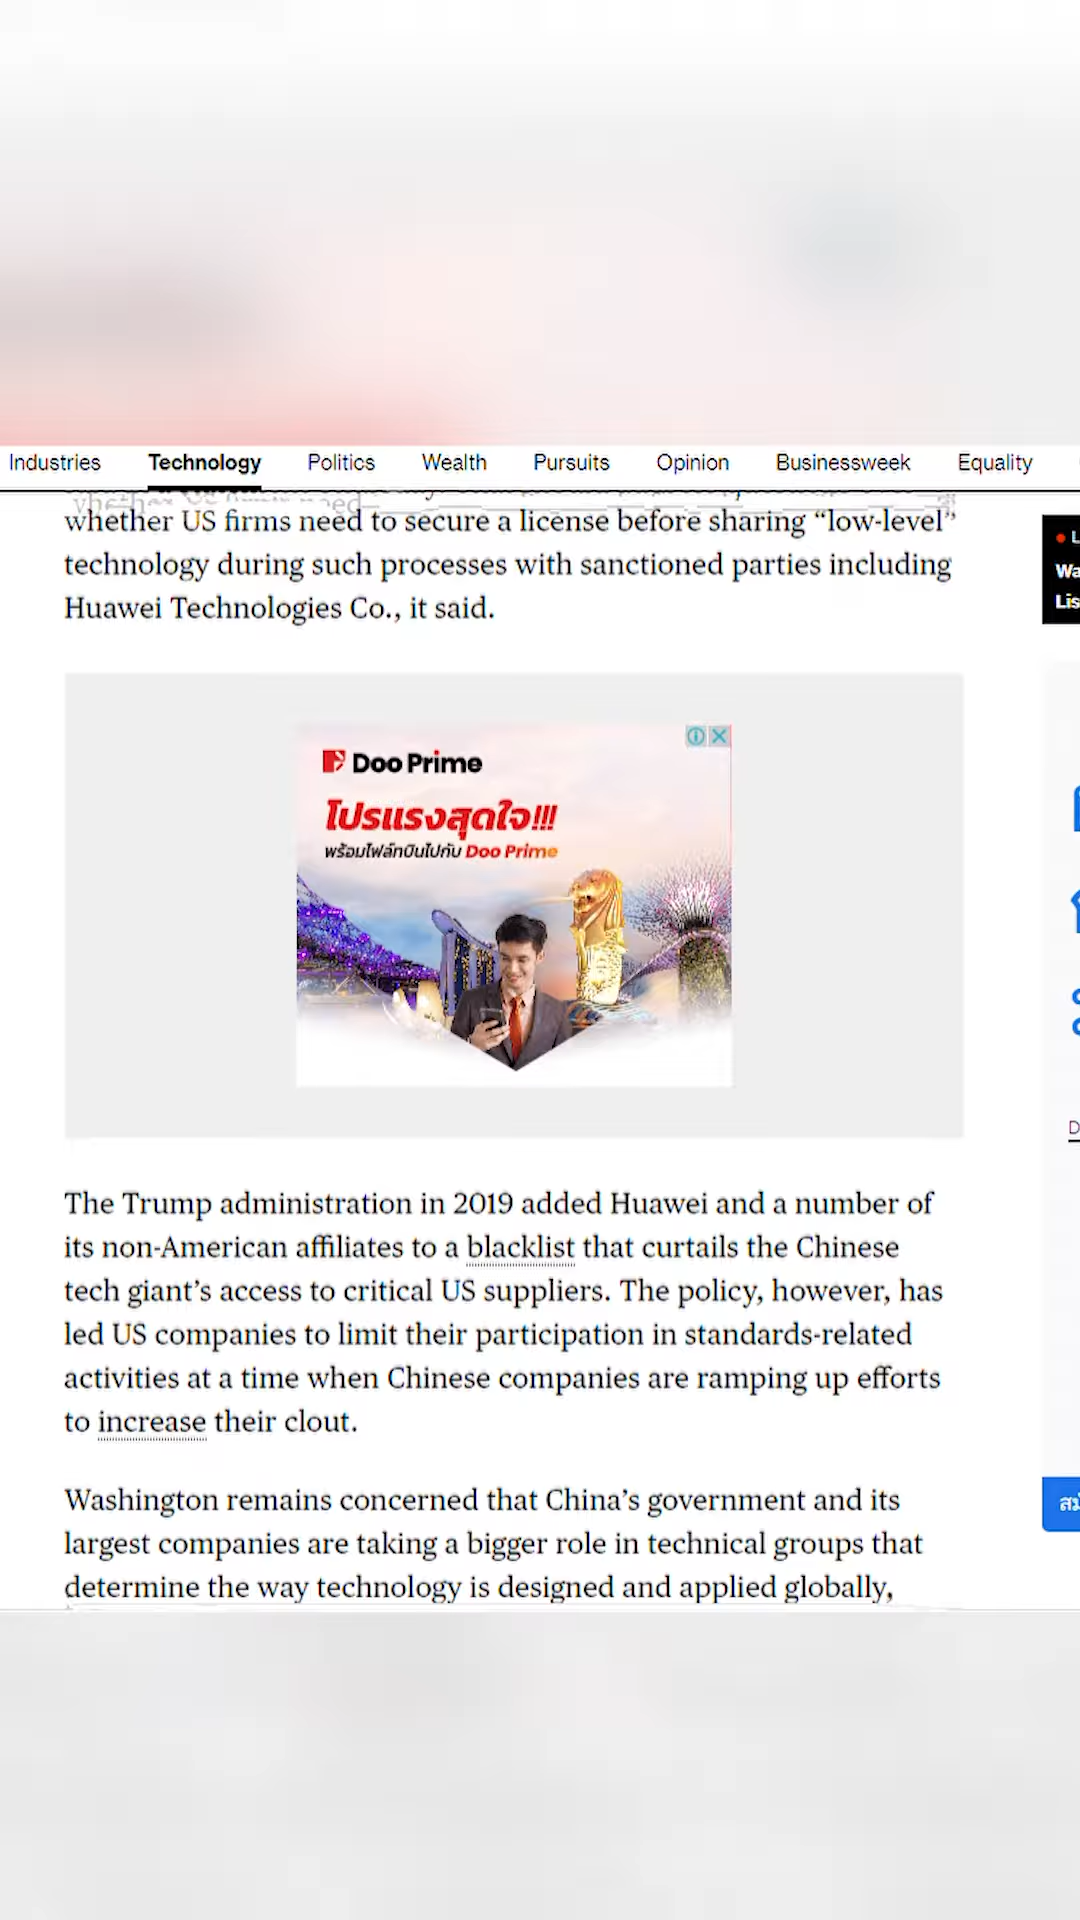 Industries Technology Politics Wealth Pursuits Opinion Businessweek Equality
whether US firms need
whether US firms need to secure a license before sharing “low-level”
technology during such processes with sanctioned parties including
Huawei Technologies Co., it said.
Doo Prime
โปรแรงสุดใจ!!!
พร้อมไฟล์ทบินไปกับ Doo Prime
The Trump administration in 2019 added Huawei and a number of
its non-American affiliates to a blacklist that curtails the Chinese
tech giant’s access to critical US suppliers. The policy, however, has
led US companies to limit their participation in standards-related
activities at a time when Chinese companies are ramping up efforts
to increase their clout.
Washington remains concerned that China’s government and its
largest companies are taking a bigger role in technical groups that
determine the way technology is designed and applied globally,